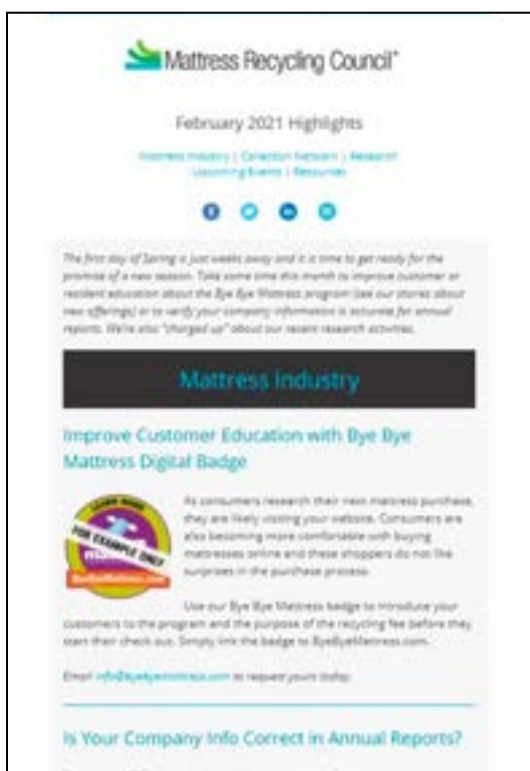 Mattress Recycling Council
February 2021 Highlights
Mattress Industry | Collection Network | Research
Upcoming Events | Resources
The first day of Spring is just weeks away and it is time to get ready for the
promise of a new season. Take some time this month to improve customer or
resident education about the Bye Bye Mattress program (see our stories about
new offerings) or to verify your company information is accurate for annual
reports. We're also "charged up" about our recent research activities.
Mattress Industry
Improve Customer Education with Bye Bye
Mattress Digital Badge
LEARN MORE
FOR EXAMPLE ONLY
ByeByeMattress.com
As consumers research their next mattress purchase,
they are likely visiting your website. Consumers are
also becoming more comfortable with buying
mattresses online and these shoppers do not like
surprises in the purchase process.
Use our Bye Bye Mattress badge to introduce your
customers to the program and the purpose of the recycling fee before they
start their check out. Simply link the badge to ByeByeMattress.com.
Email info@byebyemattress.com to request yours today.
Is Your Company Info Correct in Annual Reports?